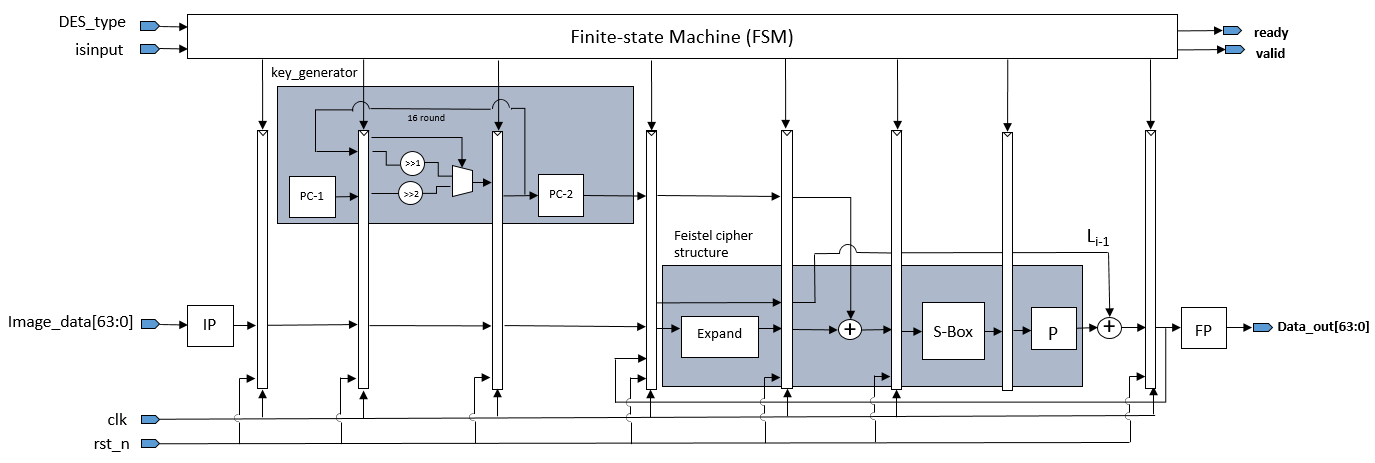 DES_type
isinput
Finite-state Machine (FSM)
ready
valid
key_generator
16 round
>>1
>>2
PC-1
PC-2
Feistel cipher
structure
Li-1
Image_data[63:0]
IP
Expand
+
S-Box
P
+
FP
Data_out[63:0]
clk
rst_n